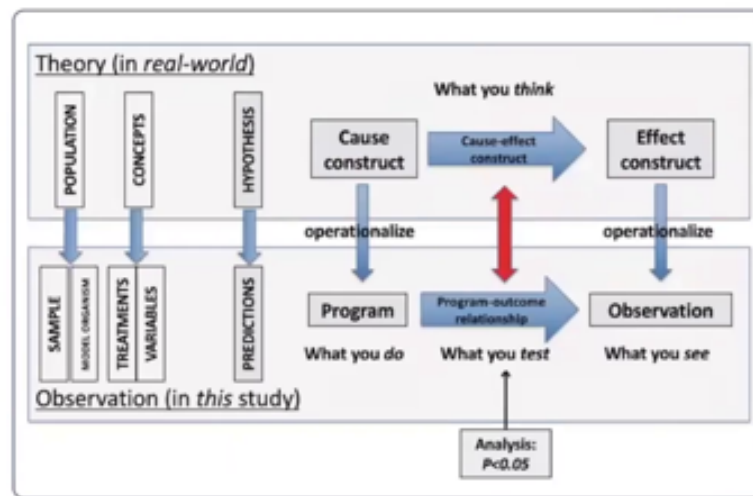 Theory (in real-world)
POPULATION
CONCEPTS
HYPOTHESIS
What you think
Cause
construct
Cause-effect
construct
Effect
construct
operationalize
operationalize
SAMPLE
MODEL ORGANISM
TREATMENTS
VARIABLES
PREDICTIONS
Program
Program-outcome
relationship
Observation
What you do
What you test
What you see
Observation (in this study)
Analysis:
P<0.05